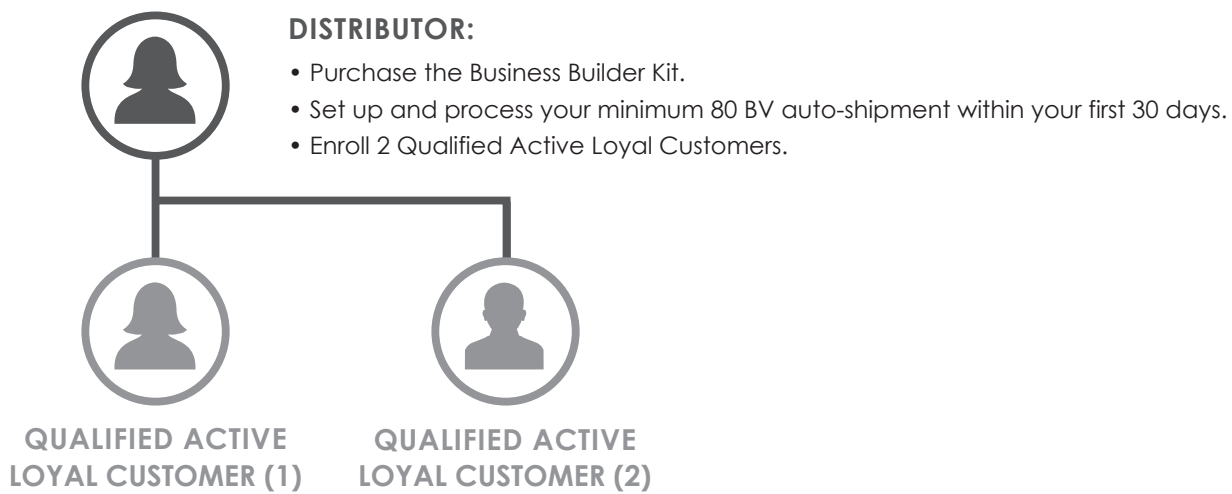 DISTRIBUTOR:
• Purchase the Business Builder Kit.
• Set up and process your minimum 80 BV auto-shipment within your first 30 days.
• Enroll 2 Qualified Active Loyal Customers.
QUALIFIED ACTIVE
LOYAL CUSTOMER (1)
QUALIFIED ACTIVE
LOYAL CUSTOMER (2)